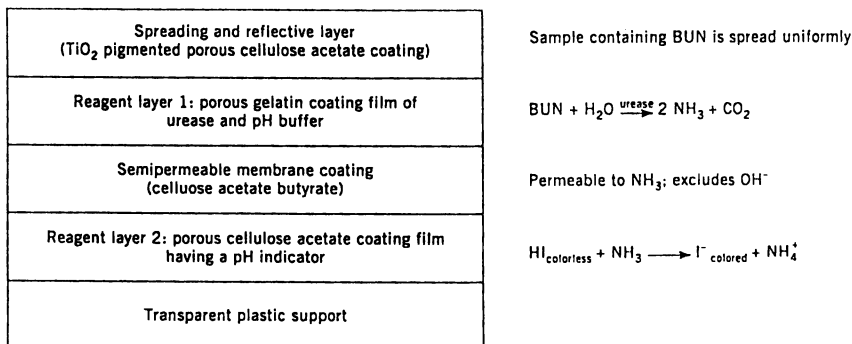 Spreading and reflective layer
(TiO₂ pigmented porous cellulose acetate coating)
Sample containing BUN is spread uniformly
Reagent layer 1: porous gelatin coating film of
urease and pH buffer
BUN + H₂O urease→ 2 NH₃ + CO₂
Semipermeable membrane coating
(celluose acetate butyrate)
Permeable to NH₃; excludes OH⁻
Reagent layer 2: porous cellulose acetate coating film
having a pH indicator
HI colorless + NH₃ ⟶ I⁻ colored + NH₄⁺
Transparent plastic support